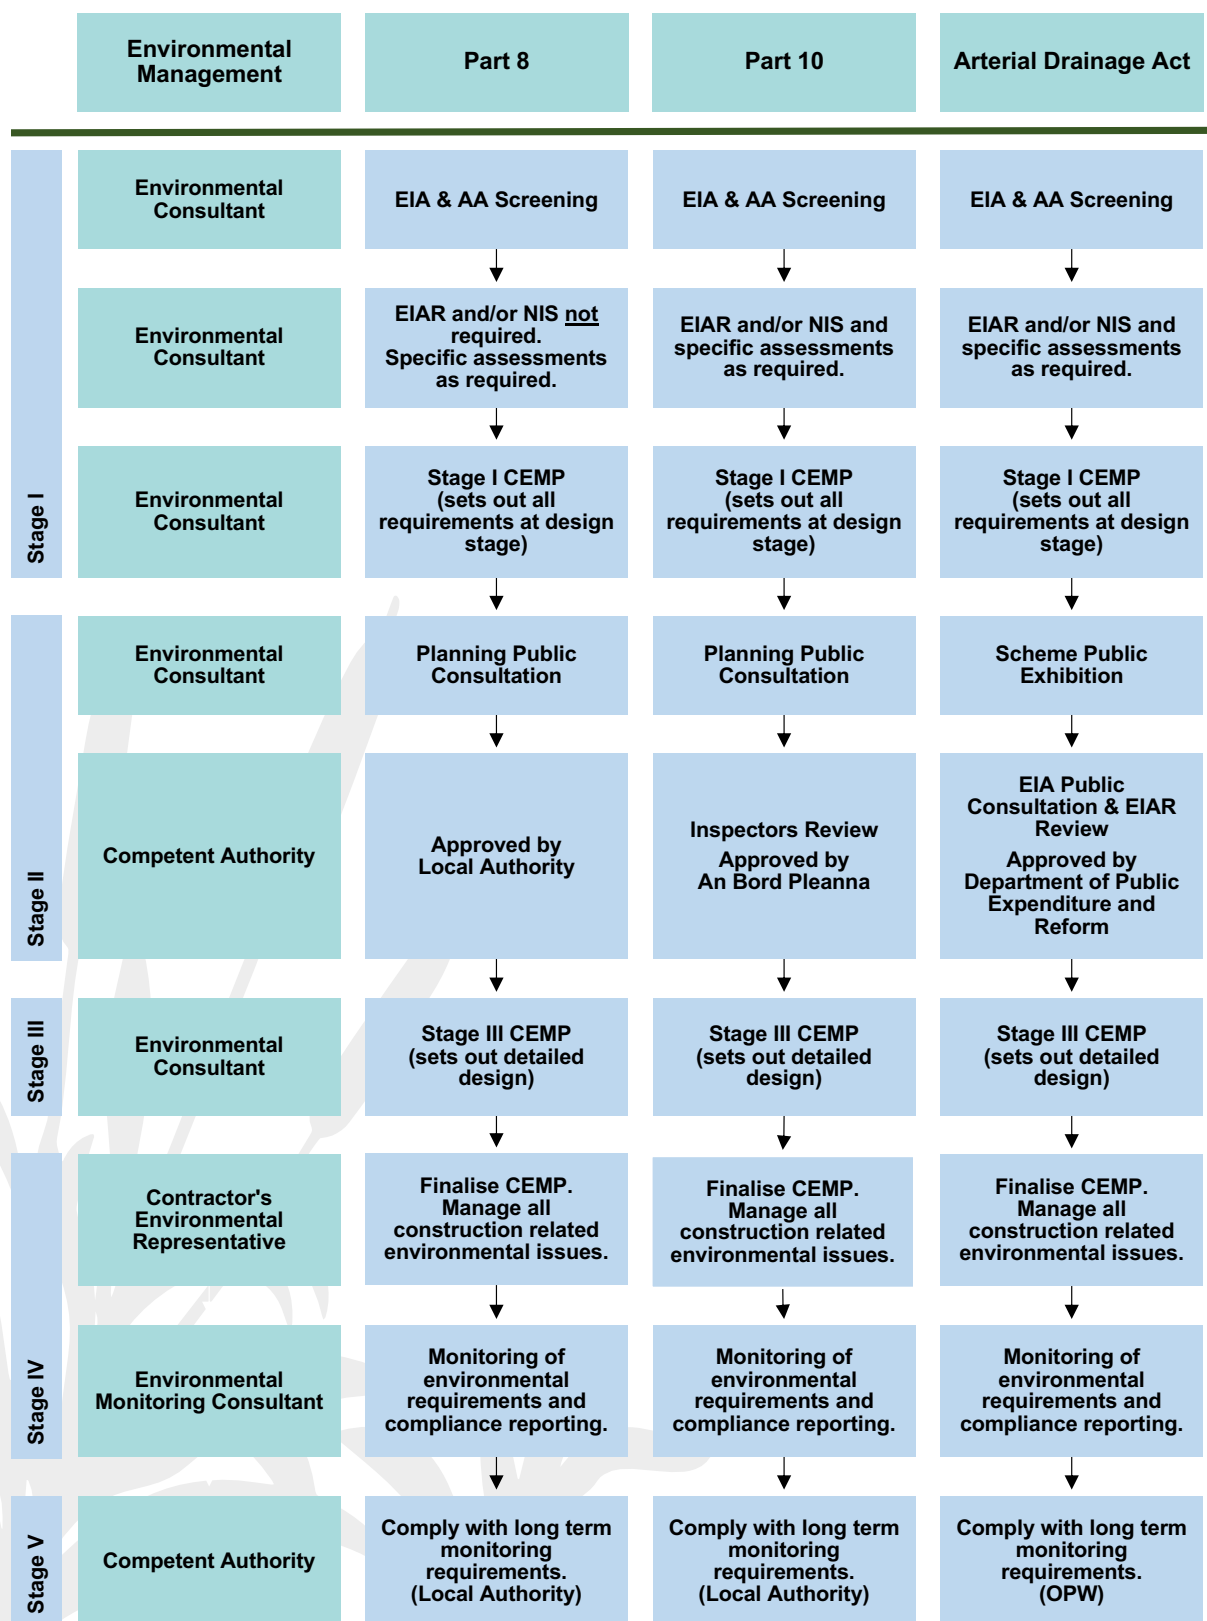 Environmental
Management
Part 8
Part 10
Arterial Drainage Act
Stage I
Environmental
Consultant
EIA & AA Screening
EIA & AA Screening
EIA & AA Screening
Environmental
Consultant
EIAR and/or NIS not
required.
Specific assessments
as required.
EIAR and/or NIS and
specific assessments
as required.
EIAR and/or NIS and
specific assessments
as required.
Environmental
Consultant
Stage I CEMP
(sets out all
requirements at design
stage)
Stage I CEMP
(sets out all
requirements at design
stage)
Stage I CEMP
(sets out all
requirements at design
stage)
Stage II
Environmental
Consultant
Planning Public
Consultation
Planning Public
Consultation
Scheme Public
Exhibition
Competent Authority
Approved by
Local Authority
Inspectors Review
Approved by
An Bord Pleanna
EIA Public
Consultation & EIAR
Review
Approved by
Department of Public
Expenditure and
Reform
Stage III
Environmental
Consultant
Stage III CEMP
(sets out detailed
design)
Stage III CEMP
(sets out detailed
design)
Stage III CEMP
(sets out detailed
design)
Stage IV
Contractor's
Environmental
Representative
Finalise CEMP.
Manage all
construction related
environmental issues.
Finalise CEMP.
Manage all
construction related
environmental issues.
Finalise CEMP.
Manage all
construction related
environmental issues.
Environmental
Monitoring Consultant
Monitoring of
environmental
requirements and
compliance reporting.
Monitoring of
environmental
requirements and
compliance reporting.
Monitoring of
environmental
requirements and
compliance reporting.
Stage V
Competent Authority
Comply with long term
monitoring
requirements.
(Local Authority)
Comply with long term
monitoring
requirements.
(Local Authority)
Comply with long term
monitoring
requirements.
(OPW)